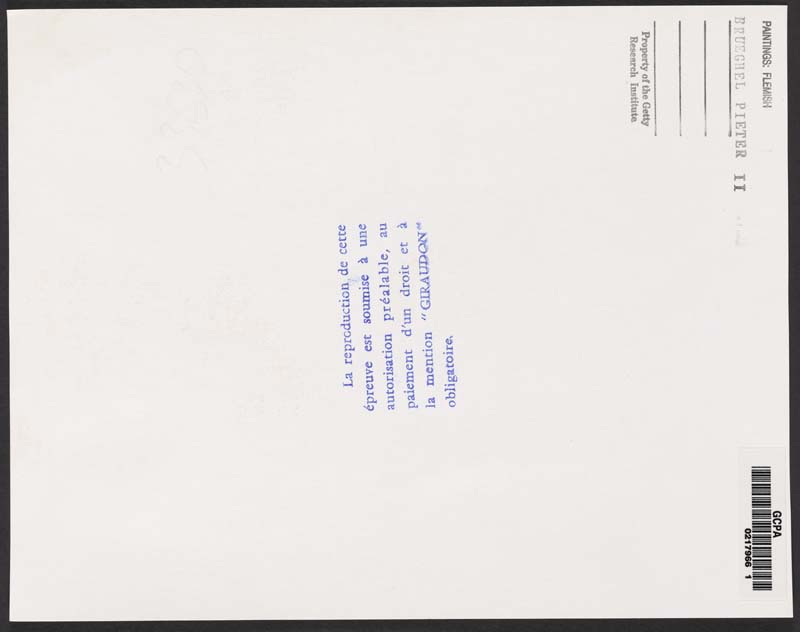 PAINTINGS: FLEMISH
BRUEGHEL PIETER II
Property of the Getty
Research Institute
La reproduction de cette
épreuve est soumise à une
autorisation préalable, au
paiement d'un droit et à
la mention "GIRAUDON"
obligatoire.
GCPA
0217966 1